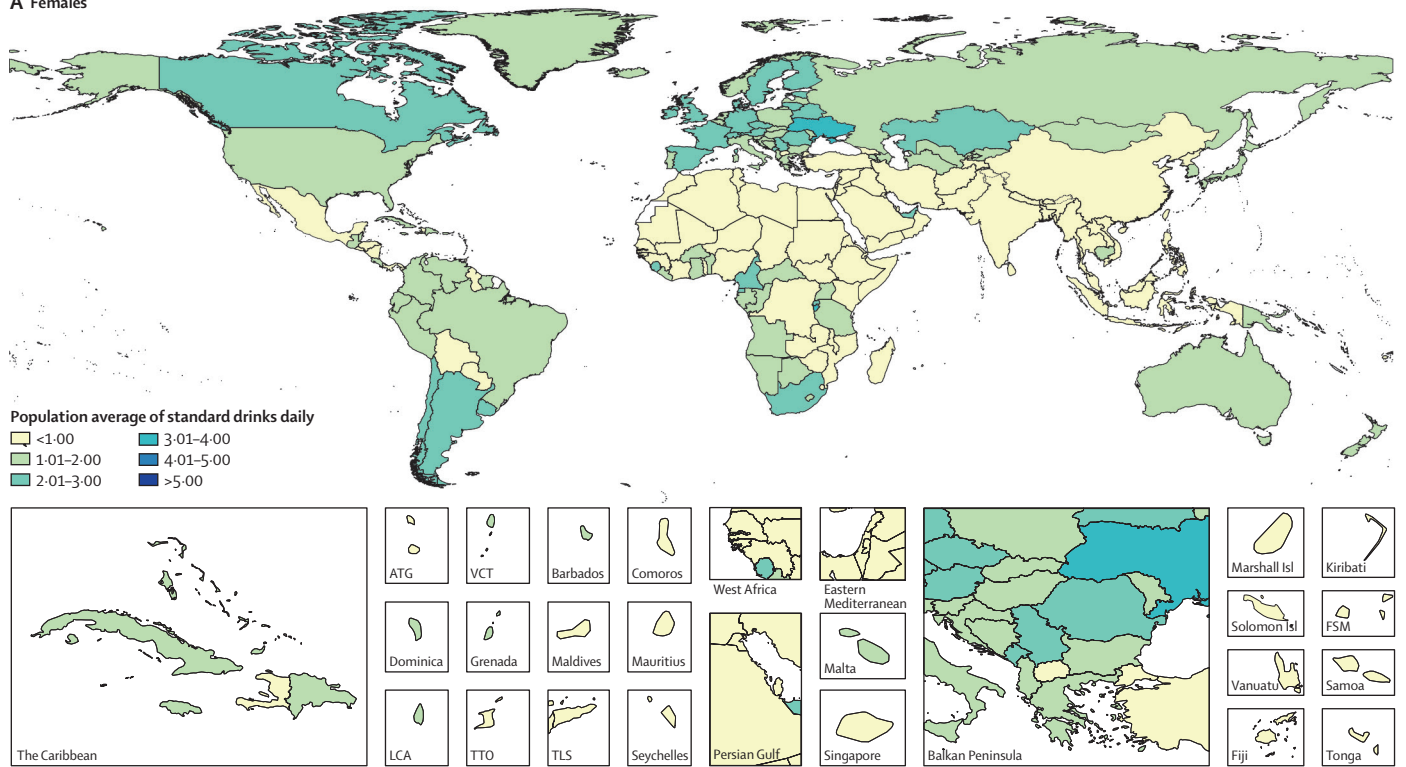 A Females
Population average of standard drinks daily
<1·00
1·01–2·00
2·01–3·00
3·01–4·00
4·01–5·00
>5·00
The Caribbean
ATG
VCT
Barbados
Comoros
Dominica
Grenada
Maldives
Mauritius
LCA
TTO
TLS
Seychelles
West Africa
Eastern
Mediterranean
Persian Gulf
Malta
Singapore
Balkan Peninsula
Marshall Isl
Kiribati
Solomon Isl
FSM
Vanuatu
Samoa
Fiji
Tonga